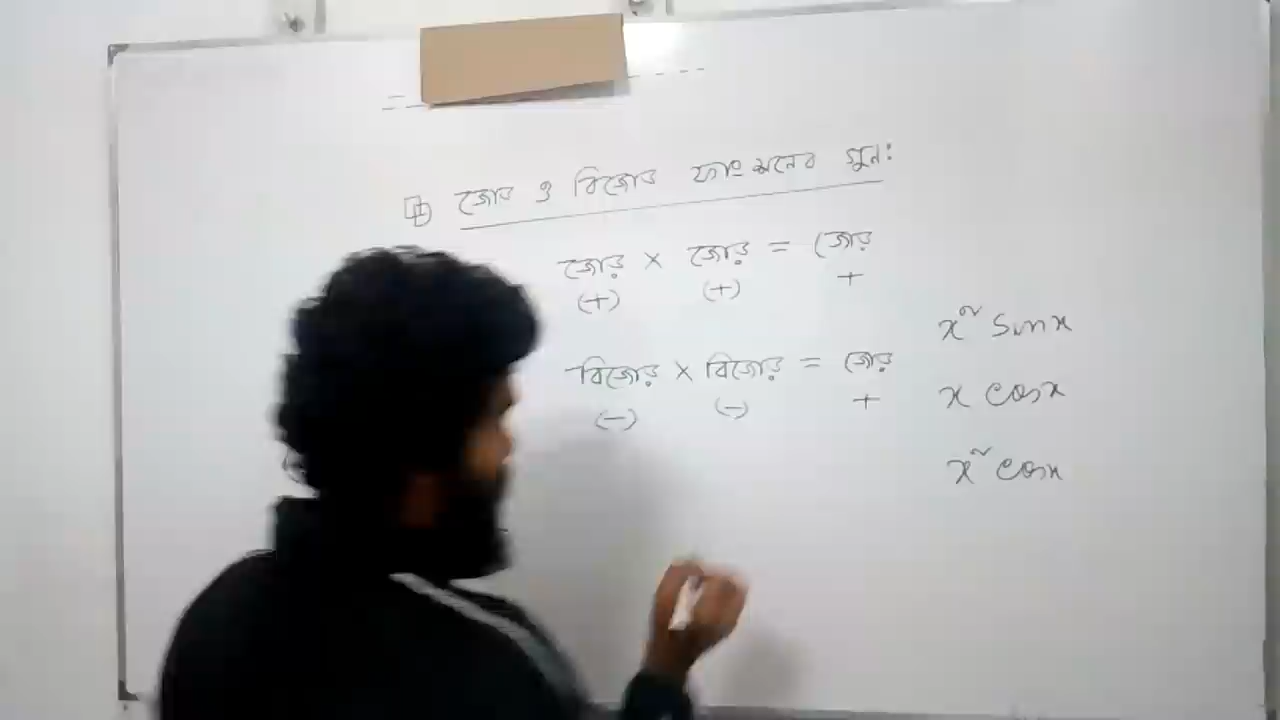 জোড় ও বিজোড় ফাংশনের গুন:
জোড় × জোড় = জোড়
(+) (+) +
বিজোড় × বিজোড় = জোড়
(-) (-) +
x² sinx
x cosx
x² cosx